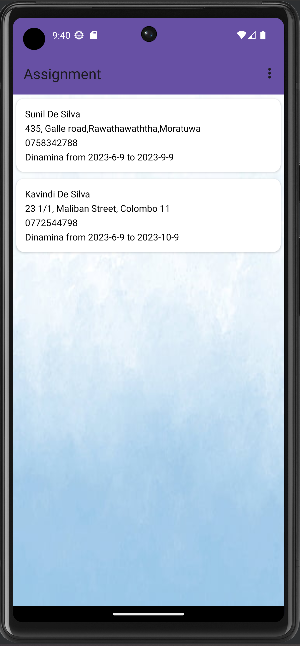 9:40
Assignment
Sunil De Silva
435, Galle road,Rawathawaththa,Moratuwa
0758342788
Dinamina from 2023-6-9 to 2023-9-9
Kavindi De Silva
23 1/1, Maliban Street, Colombo 11
0772544798
Dinamina from 2023-6-9 to 2023-10-9